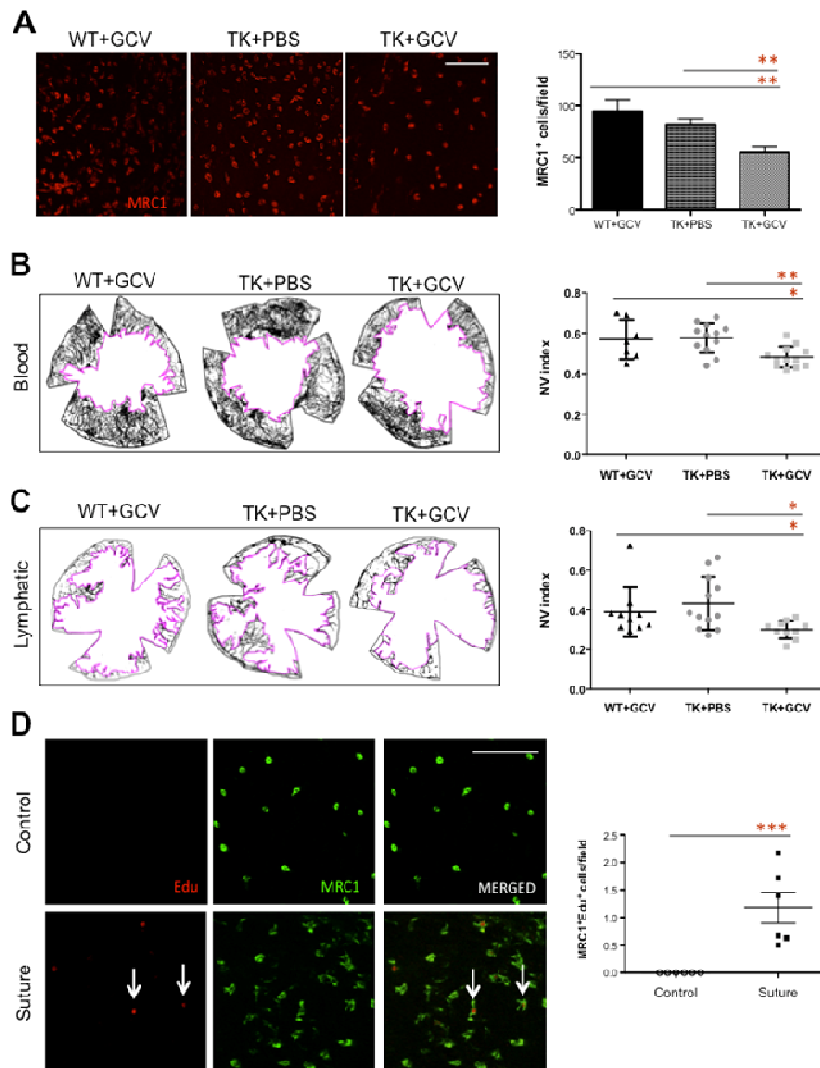 A
WT+GCV TK+PBS TK+GCV
MRC1
MRC1+ cells/field
150
100
50
0
**
**
WT+GCV TK+PBS TK+GCV
B
WT+GCV TK+PBS TK+GCV
Blood
NV index
0.8
0.6
0.4
0.2
0.0
**
*
WT+GCV TK+PBS TK+GCV
C
WT+GCV TK+PBS TK+GCV
Lymphatic
NV index
0.8
0.6
0.4
0.2
0.0
*
*
WT+GCV TK+PBS TK+GCV
D
Control
Edu MRC1 MERGED
Suture
MRC1+Edu+ cells/field
2.5
2.0
1.5
1.0
0.5
0.0
***
Control Suture